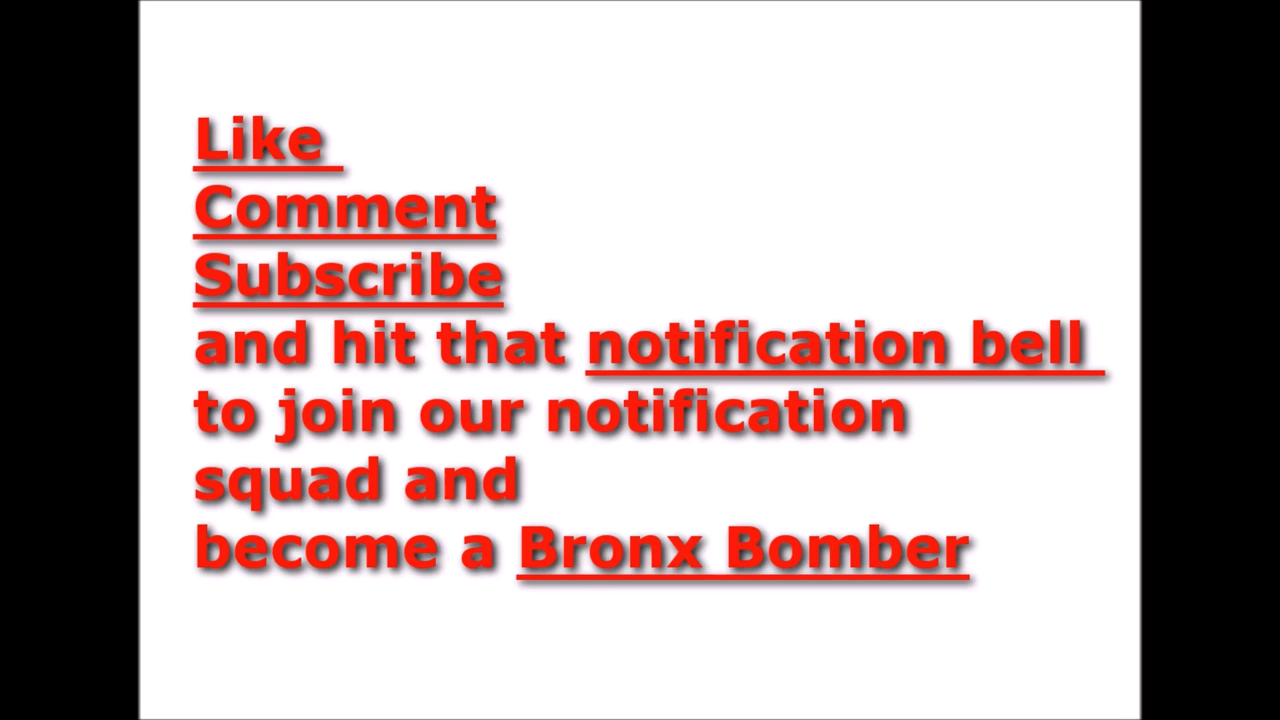 Like
Comment
Subscribe
and hit that notification bell
to join our notification
squad and
become a Bronx Bomber